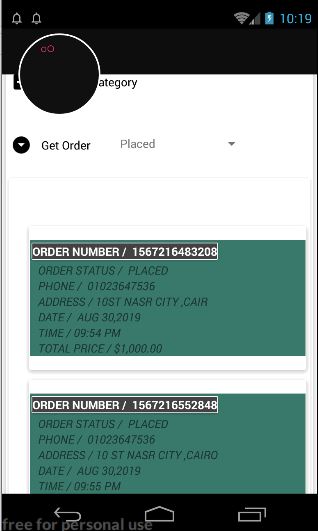 10:19
ategory
Get Order Placed
ORDER NUMBER / 1567216483208
ORDER STATUS / PLACED
PHONE / 01023647536
ADDRESS / 10ST NASR CITY ,CAIR
DATE / AUG 30,2019
TIME / 09:54 PM
TOTAL PRICE / $1,000.00
ORDER NUMBER / 1567216552848
ORDER STATUS / PLACED
PHONE / 01023647536
ADDRESS / 10 ST NASR CITY ,CAIRO
DATE / AUG 30,2019
TIME / 09:55 PM
free for personal use